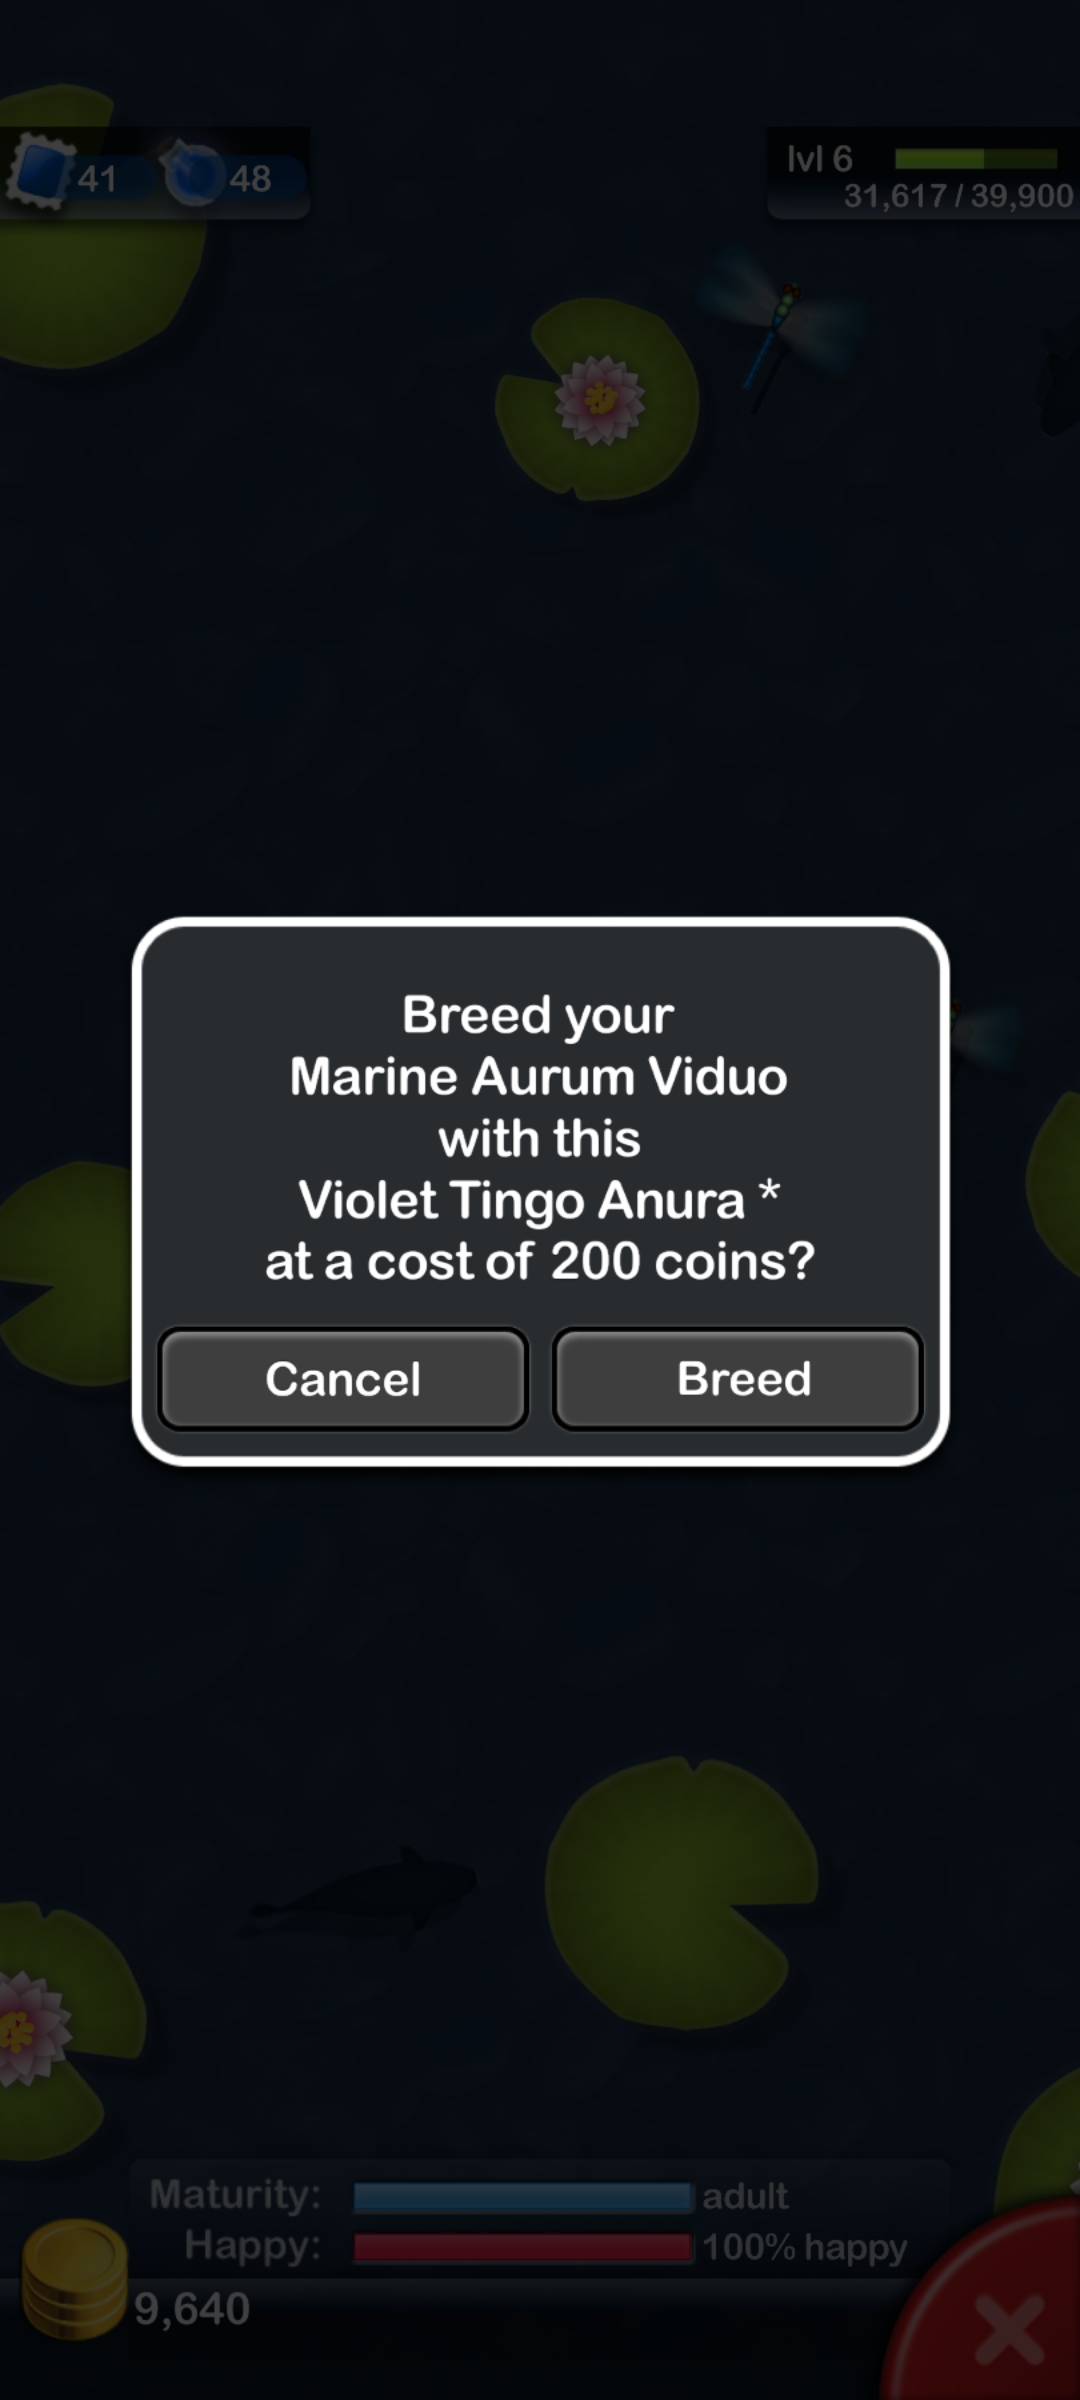 41
48
lvl 6
31,617 / 39,900
Breed your
Marine Aurum Viduo
with this
Violet Tingo Anura *
at a cost of 200 coins?
Cancel
Breed
Maturity:
adult
Happy:
100% happy
9,640